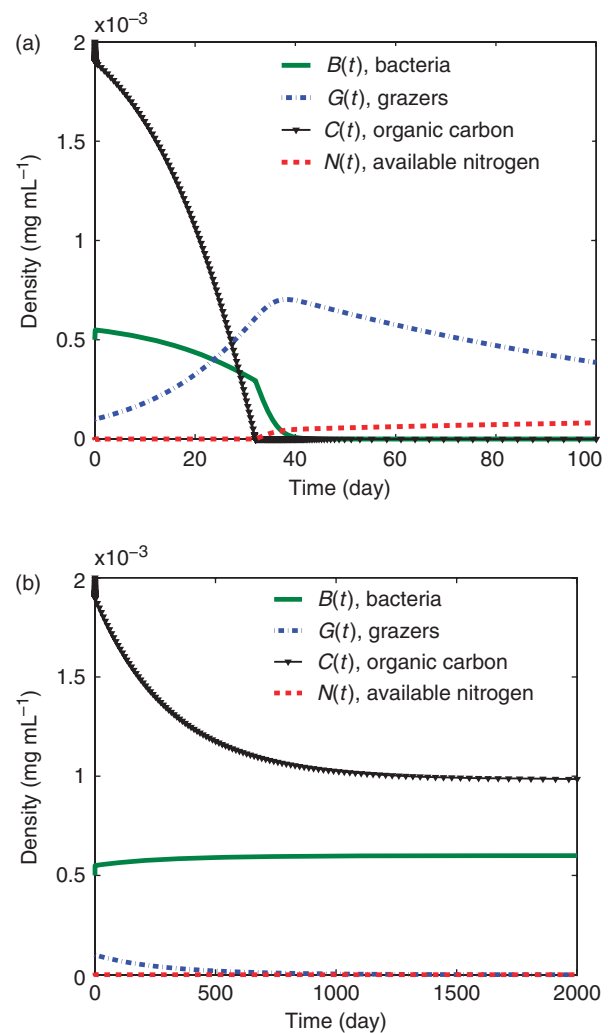 (a)
x10⁻³
2
1.5
1
0.5
0
Density (mg mL⁻¹)
B(t), bacteria
G(t), grazers
C(t), organic carbon
N(t), available nitrogen
0 20 40 60 80 100
Time (day)
(b)
x10⁻³
2
1.5
1
0.5
0
Density (mg mL⁻¹)
B(t), bacteria
G(t), grazers
C(t), organic carbon
N(t), available nitrogen
0 500 1000 1500 2000
Time (day)